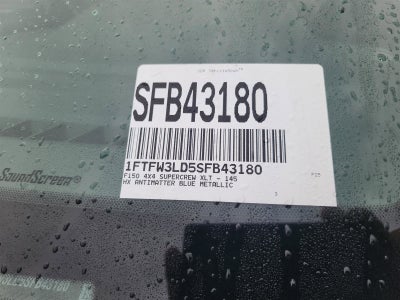 SFB43180
1FTFW3LD5SFB43180
F150 4X4 SUPERCREW XLT - 145
HX ANTIMATTER BLUE METALLIC
SoundScreen®